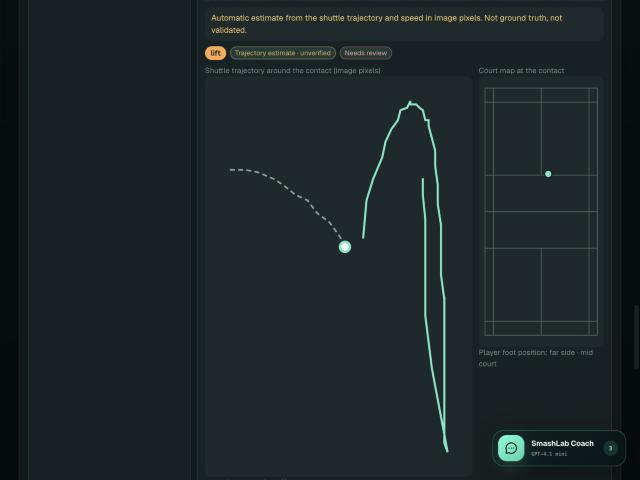 Automatic estimate from the shuttle trajectory and speed in image pixels. Not ground truth, not
validated.
lift
Trajectory estimate · unverified
Needs review
Shuttle trajectory around the contact (image pixels)
Court map at the contact
Player foot position: far side · mid
court
SmashLab Coach
GPT-4.1 mini
3